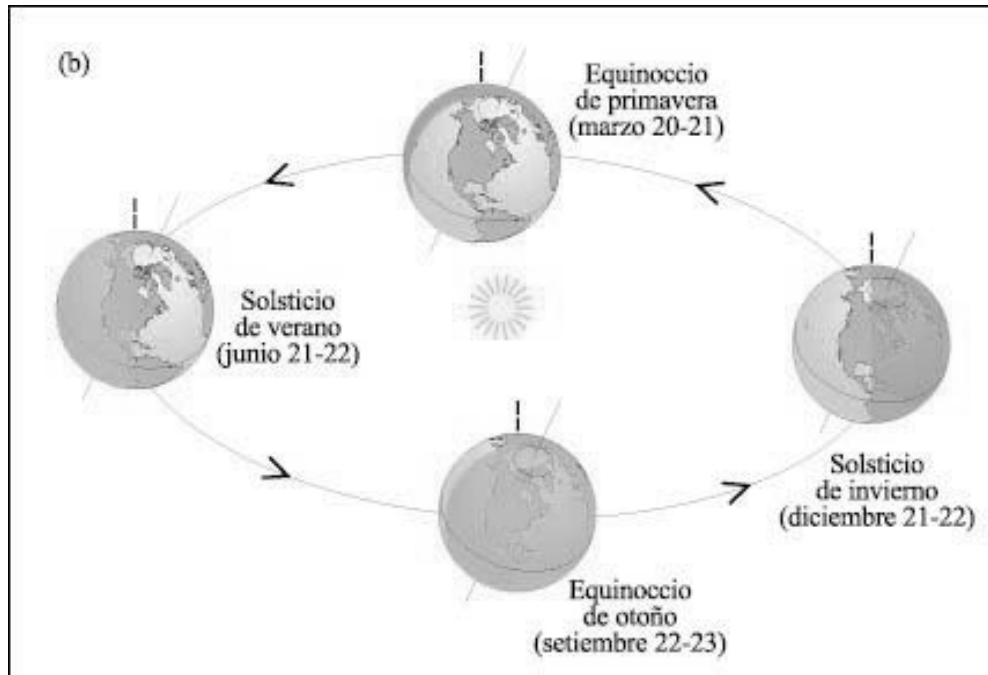 (b)
Equinoccio
de primavera
(marzo 20-21)
Solsticio
de verano
(junio 21-22)
Solsticio
de invierno
(diciembre 21-22)
Equinoccio
de otoño
(setiembre 22-23)